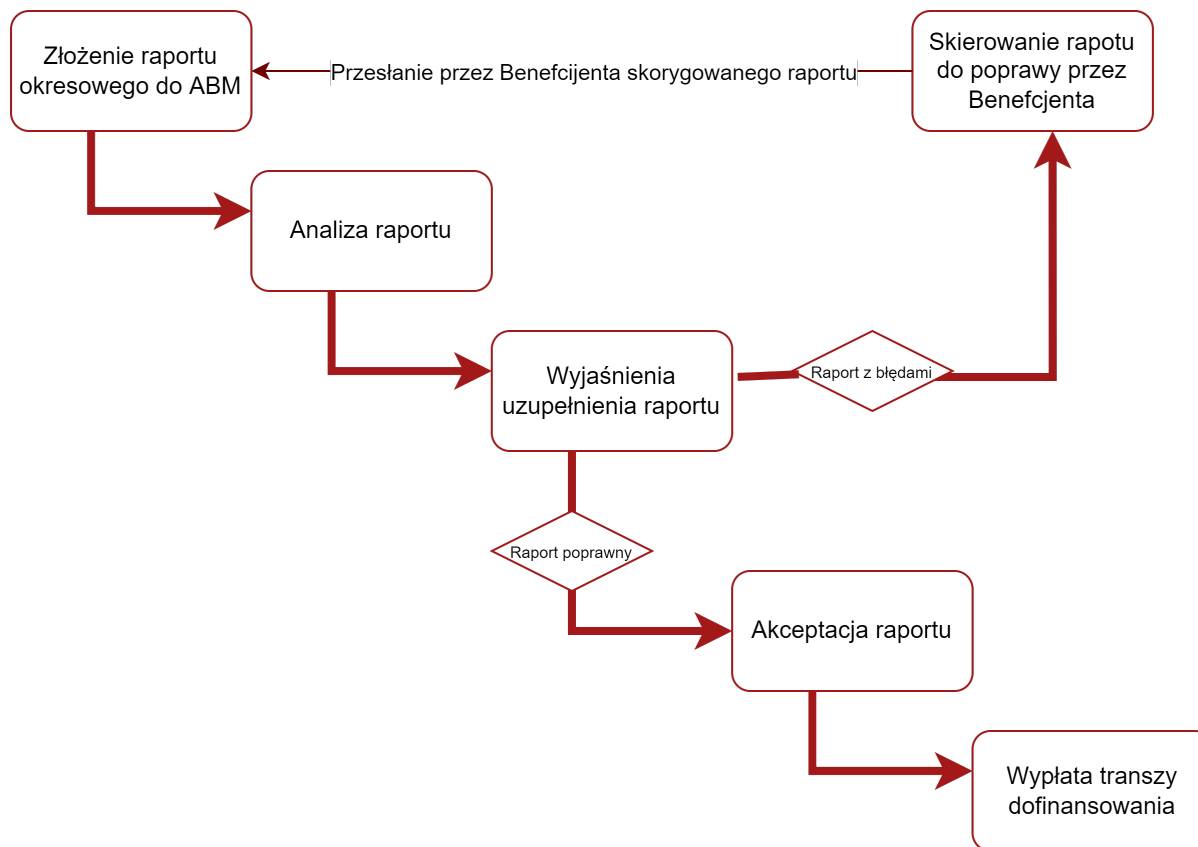 Złożenie raportu
okresowego do ABM
Przesłanie przez Benefcijenta skorygowanego raportu
Skierowanie rapotu
do poprawy przez
Benefcjenta
Analiza raportu
Wyjaśnienia
uzupełnienia raportu
Raport z błędami
Raport poprawny
Akceptacja raportu
Wypłata transzy
dofinansowania